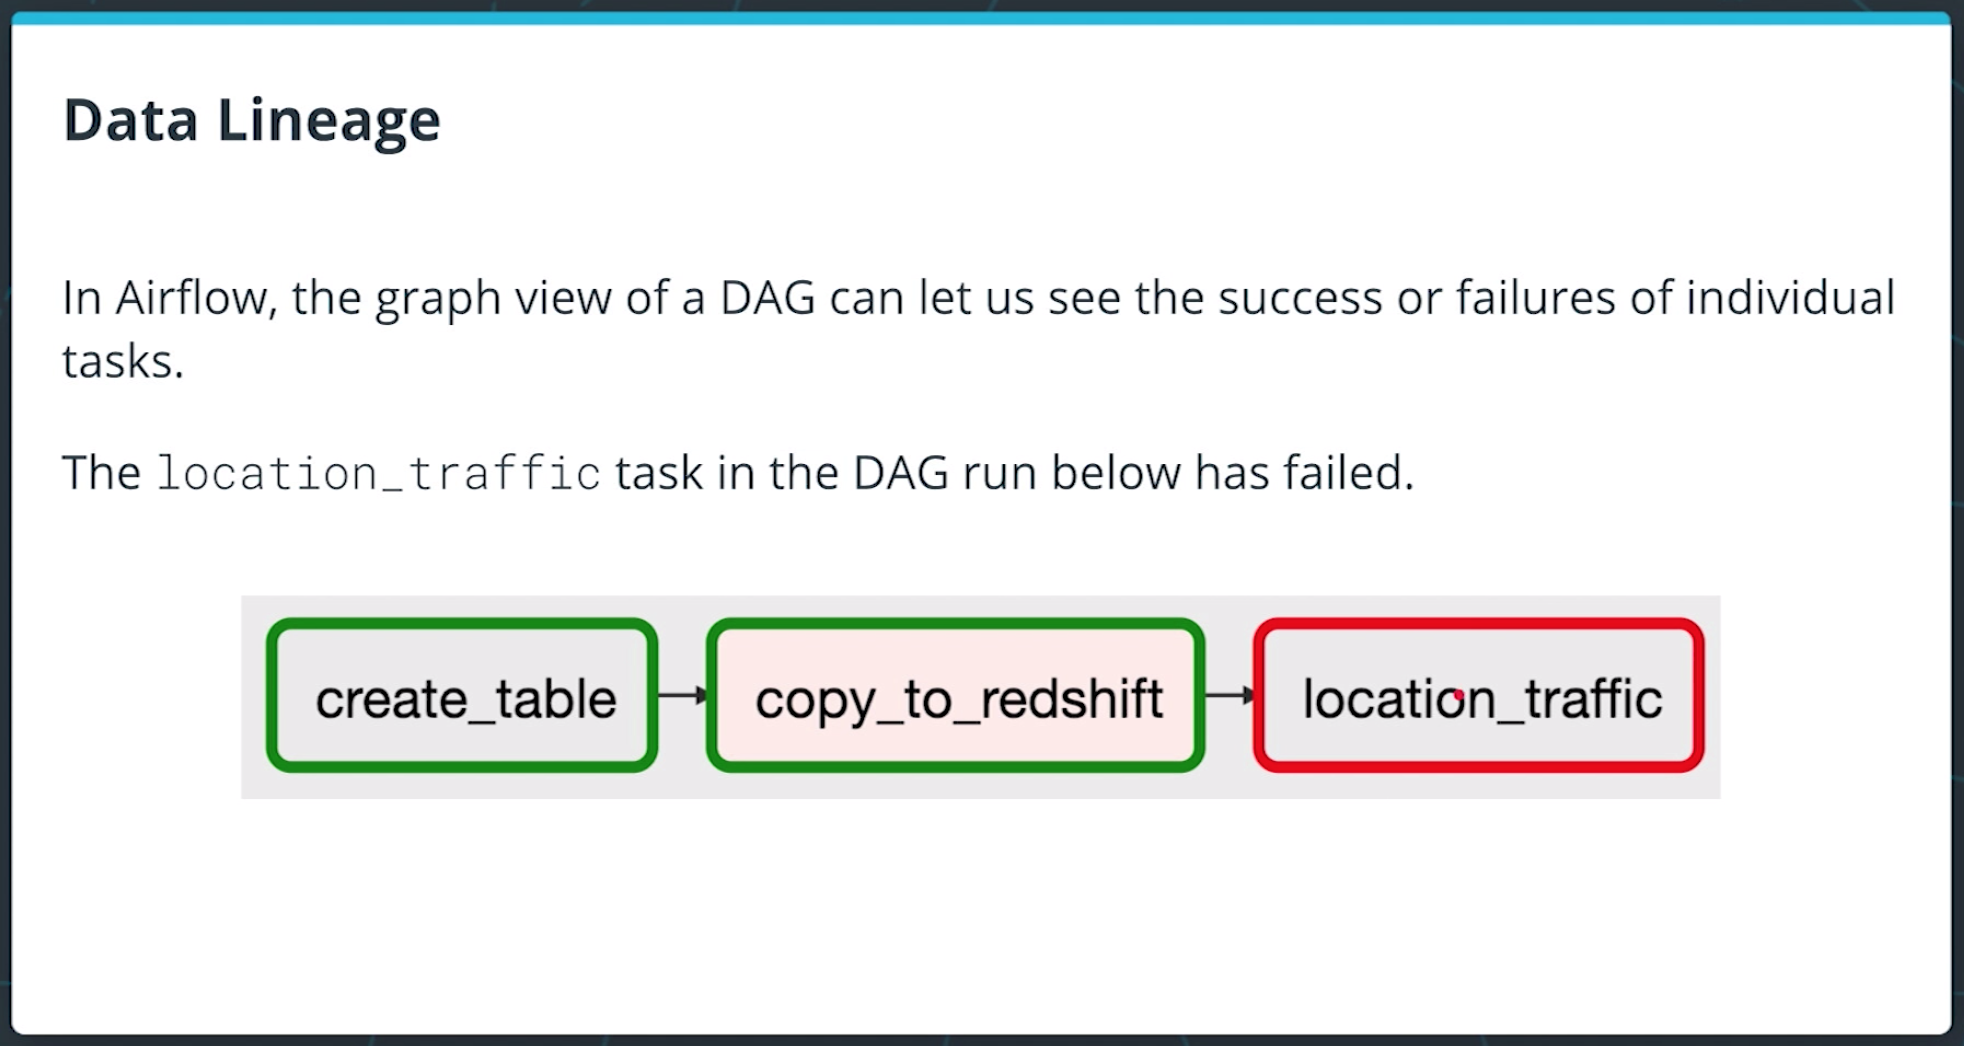 Data Lineage
In Airflow, the graph view of a DAG can let us see the success or failures of individual
tasks.
The location_traffic task in the DAG run below has failed.
create_table copy_to_redshift location_traffic